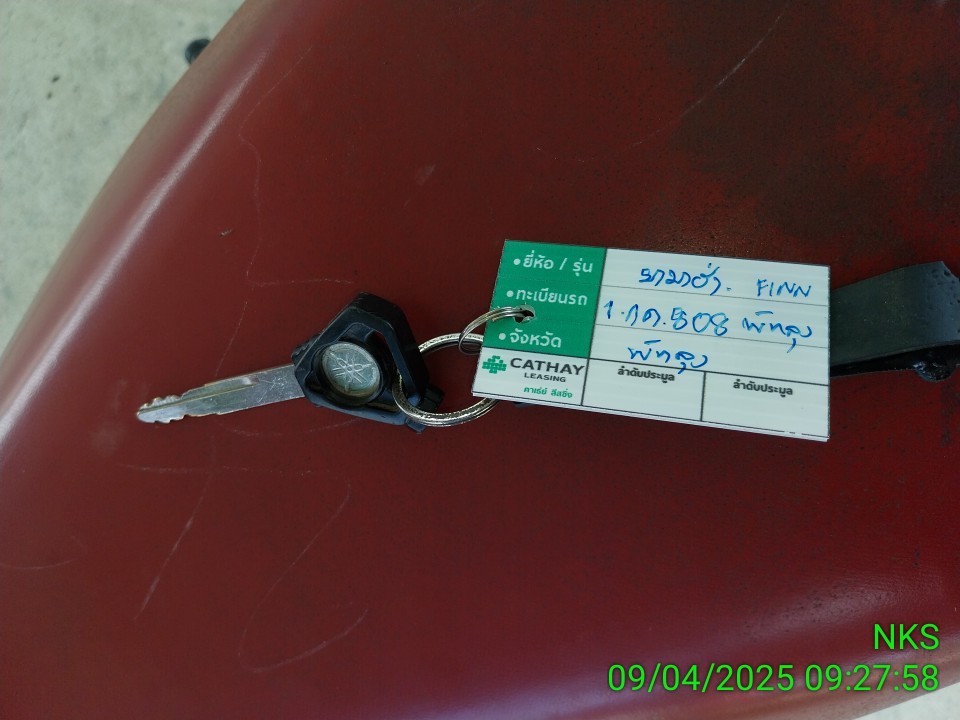 • ยี่ห้อ / รุ่น ยามาฮ่า. FINN
• ทะเบียนรถ 1 กด. 508 พัทลุง
• จังหวัด พัทลุง
CATHAY
LEASING
คาเธ่ย์ ลีสซิ่ง
ลำดับประมูล
ลำดับประมูล
NKS
09/04/2025 09:27:58